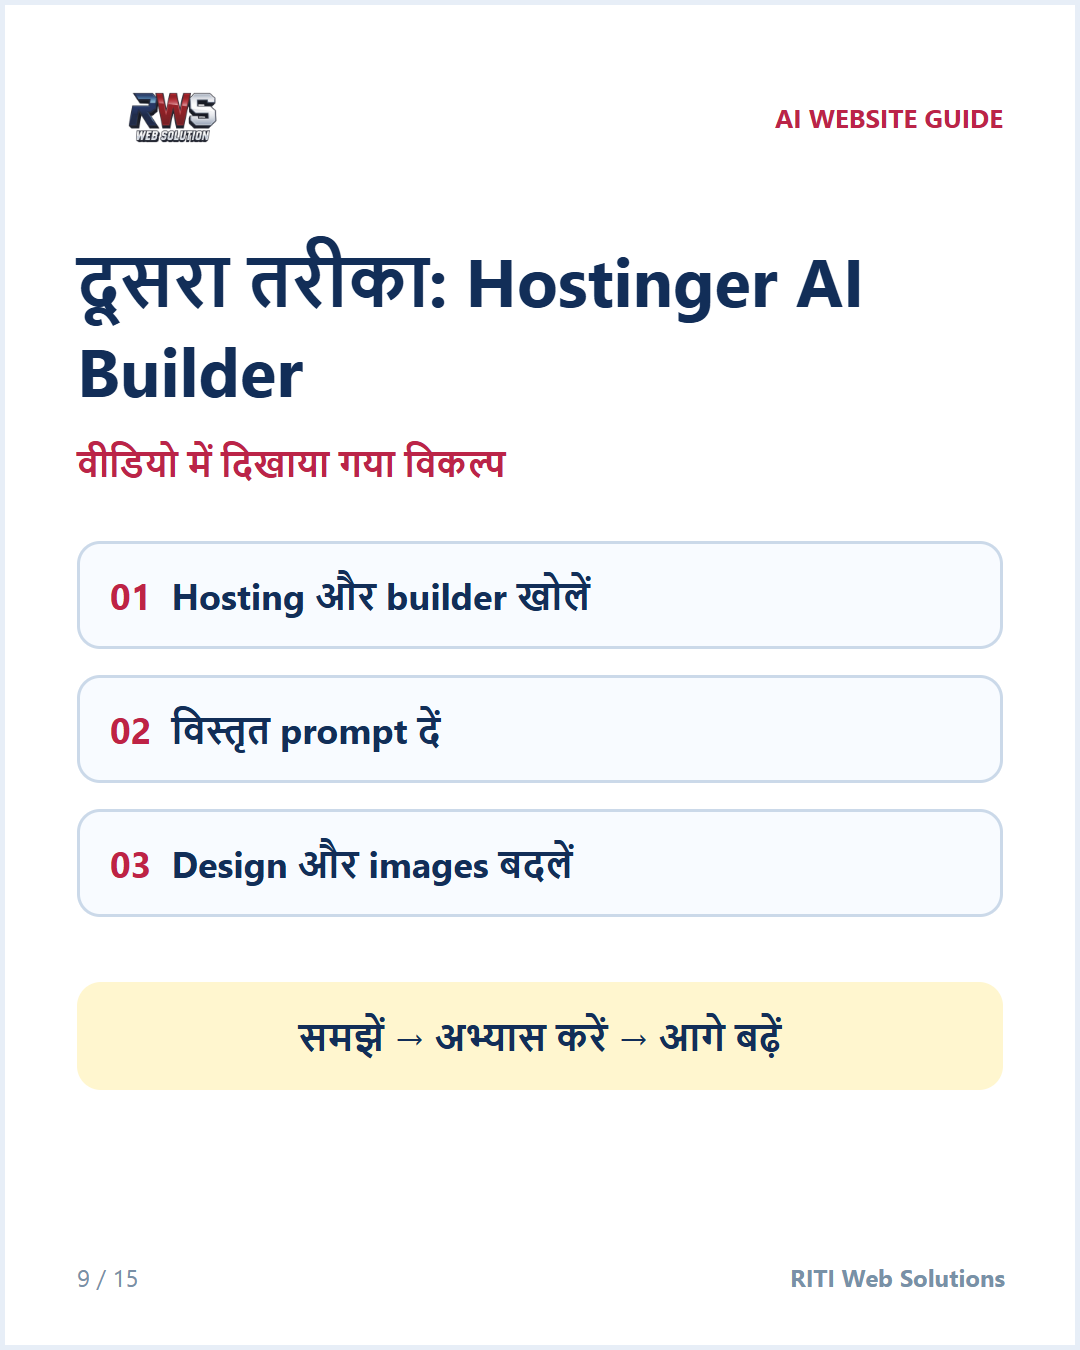 RWS
WEB SOLUTION
AI WEBSITE GUIDE
दूसरा तरीका: Hostinger AI
Builder
वीडियो में दिखाया गया विकल्प
01 Hosting और builder खोलें
02 विस्तृत prompt दें
03 Design और images बदलें
समझें → अभ्यास करें → आगे बढ़ें
9 / 15
RITI Web Solutions